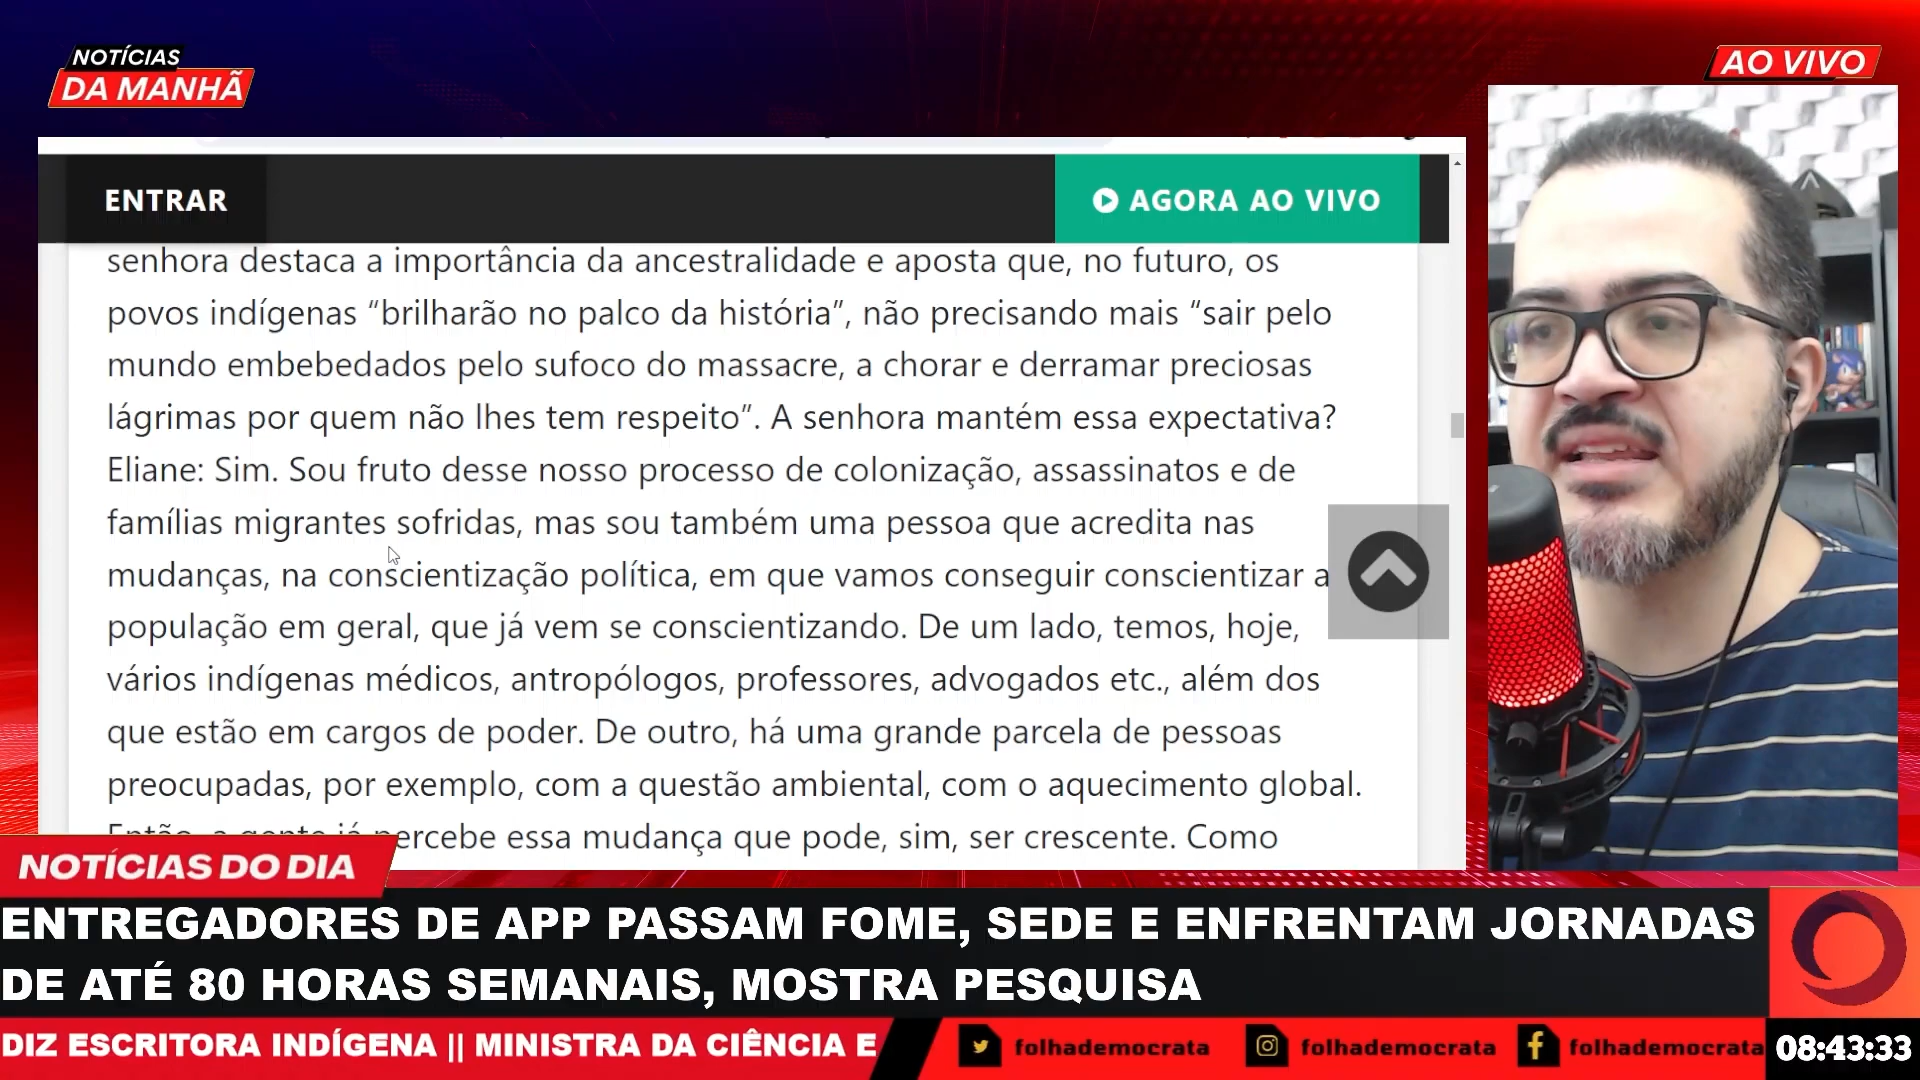 NOTÍCIAS
DA MANHÃ
AO VIVO
ENTRAR
AGORA AO VIVO
senhora destaca a importância da ancestralidade e aposta que, no futuro, os
povos indígenas “brilharão no palco da história”, não precisando mais “sair pelo
mundo embebedados pelo sufoco do massacre, a chorar e derramar preciosas
lágrimas por quem não lhes tem respeito”. A senhora mantém essa expectativa?
Eliane: Sim. Sou fruto desse nosso processo de colonização, assassinatos e de
famílias migrantes sofridas, mas sou também uma pessoa que acredita nas
mudanças, na conscientização política, em que vamos conseguir conscientizar a
população em geral, que já vem se conscientizando. De um lado, temos, hoje,
vários indígenas médicos, antropólogos, professores, advogados etc., além dos
que estão em cargos de poder. De outro, há uma grande parcela de pessoas
preocupadas, por exemplo, com a questão ambiental, com o aquecimento global.
Então, a gente já percebe essa mudança que pode, sim, ser crescente. Como
NOTÍCIAS DO DIA
ENTREGADORES DE APP PASSAM FOME, SEDE E ENFRENTAM JORNADAS
DE ATÉ 80 HORAS SEMANAIS, MOSTRA PESQUISA
DIZ ESCRITORA INDÍGENA || MINISTRA DA CIÊNCIA E
folhademocrata
folhademocrata
folhademocrata
08:43:33